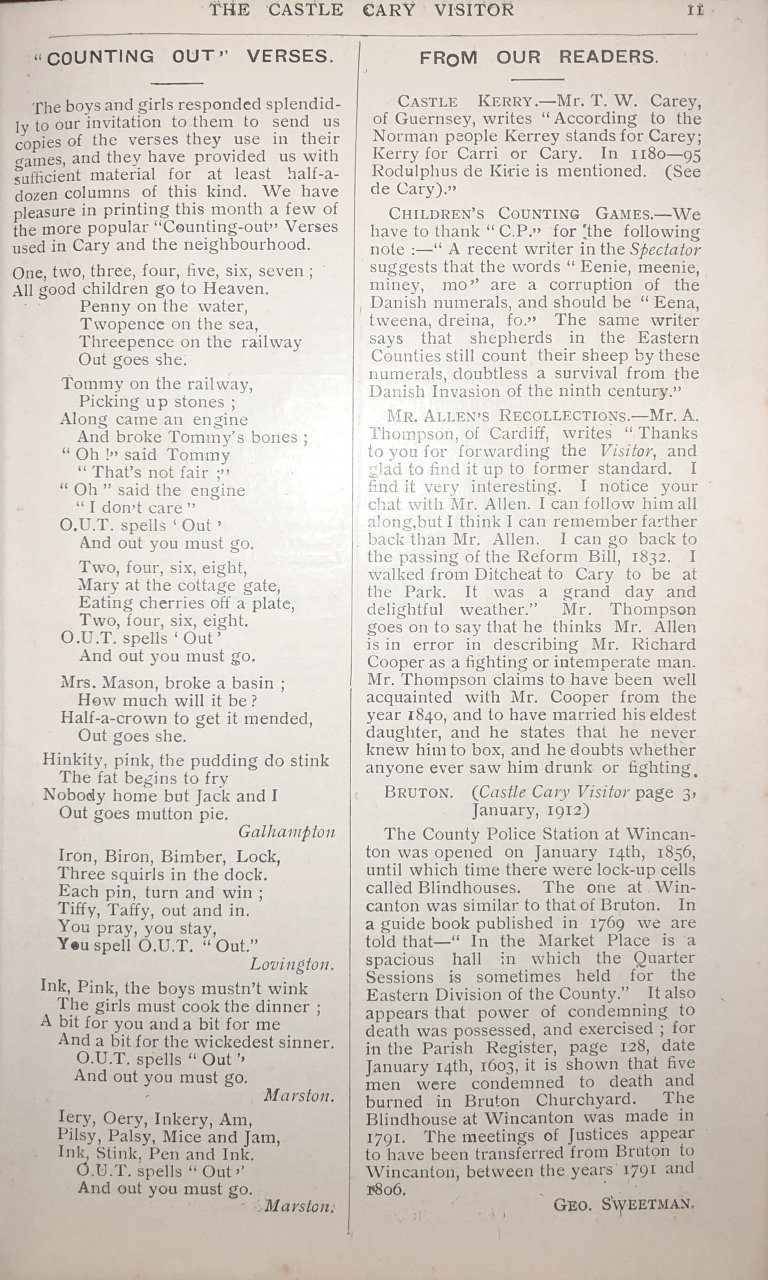 THE CASTLE CARY VISITOR 11
"COUNTING OUT" VERSES.
The boys and girls responded splendid-
ly to our invitation to them to send us
copies of the verses they use in their
games, and they have provided us with
sufficient material for at least half-a-
dozen columns of this kind. We have
pleasure in printing this month a few of
the more popular "Counting-out" Verses
used in Cary and the neighbourhood.
One, two, three, four, five, six, seven ;
All good children go to Heaven.
Penny on the water,
Twopence on the sea,
Threepence on the railway
Out goes she.
Tommy on the railway,
Picking up stones ;
Along came an engine
And broke Tommy's bones ;
" Oh !" said Tommy
" That's not fair ;"
" Oh " said the engine
" I don't care "
O.U.T. spells ' Out '
And out you must go.
Two, four, six, eight,
Mary at the cottage gate,
Eating cherries off a plate,
Two, four, six, eight.
O.U.T. spells ' Out '
And out you must go.
Mrs. Mason, broke a basin ;
How much will it be ?
Half-a-crown to get it mended,
Out goes she.
Hinkity, pink, the pudding do stink
The fat begins to fry
Nobody home but Jack and I
Out goes mutton pie.
Galhampton
Iron, Biron, Bimber, Lock,
Three squirls in the dock.
Each pin, turn and win ;
Tiffy, Taffy, out and in.
You pray, you stay,
You spell O.U.T. "Out."
Lovington.
Ink, Pink, the boys mustn't wink
The girls must cook the dinner ;
A bit for you and a bit for me
And a bit for the wickedest sinner.
O.U.T. spells " Out "
And out you must go.
Marston.
Iery, Oery, Inkery, Am,
Pilsy, Palsy, Mice and Jam,
Ink, Stink, Pen and Ink.
O.U.T. spells " Out "
And out you must go.
Marston.
FROM OUR READERS.
CASTLE KERRY.—Mr. T. W. Carey,
of Guernsey, writes "According to the
Norman people Kerrey stands for Carey;
Kerry for Carri or Cary. In 1180—95
Rodulphus de Kirie is mentioned. (See
de Cary)."
CHILDREN'S COUNTING GAMES.—We
have to thank " C.P." for the following
note :—" A recent writer in the Spectator
suggests that the words " Eenie, meenie,
miney, mo" are a corruption of the
Danish numerals, and should be " Eena,
tweena, dreina, fo." The same writer
says that shepherds in the Eastern
Counties still count their sheep by these
numerals, doubtless a survival from the
Danish Invasion of the ninth century."
MR. ALLEN'S RECOLLECTIONS.—Mr. A.
Thompson, of Cardiff, writes " Thanks
to you for forwarding the Visitor, and
glad to find it up to former standard. I
find it very interesting. I notice your
chat with Mr. Allen. I can follow him all
along,but I think I can remember farther
back than Mr. Allen. I can go back to
the passing of the Reform Bill, 1832. I
walked from Ditcheat to Cary to be at
the Park. It was a grand day and
delightful weather." Mr. Thompson
goes on to say that he thinks Mr. Allen
is in error in describing Mr. Richard
Cooper as a fighting or intemperate man.
Mr. Thompson claims to have been well
acquainted with Mr. Cooper from the
year 1840, and to have married his eldest
daughter, and he states that he never
knew him to box, and he doubts whether
anyone ever saw him drunk or fighting.
BRUTON. (Castle Cary Visitor page 3,
January, 1912)
The County Police Station at Wincan-
ton was opened on January 14th, 1856,
until which time there were lock-up cells
called Blindhouses. The one at Win-
canton was similar to that of Bruton. In
a guide book published in 1769 we are
told that—" In the Market Place is a
spacious hall in which the Quarter
Sessions is sometimes held for the
Eastern Division of the County." It also
appears that power of condemning to
death was possessed, and exercised ; for
in the Parish Register, page 128, date
January 14th, 1603, it is shown that five
men were condemned to death and
burned in Bruton Churchyard. The
Blindhouse at Wincanton was made in
1791. The meetings of Justices appear
to have been transferred from Bruton to
Wincanton, between the years 1791 and
1806.
GEO. SWEETMAN.